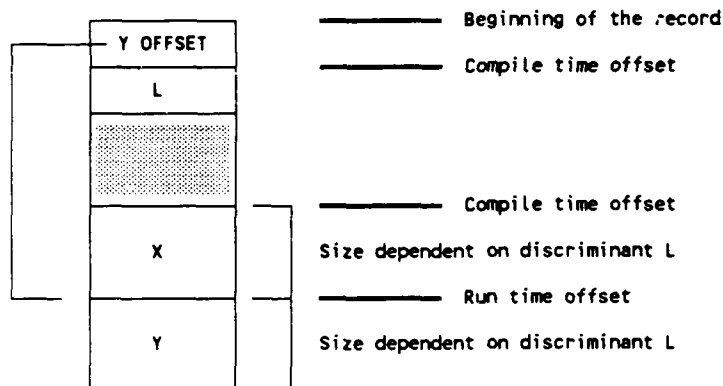 Beginning of the record
Y OFFSET
Compile time offset
L
Compile time offset
X
Size dependent on discriminant L
Run time offset
Y
Size dependent on discriminant L